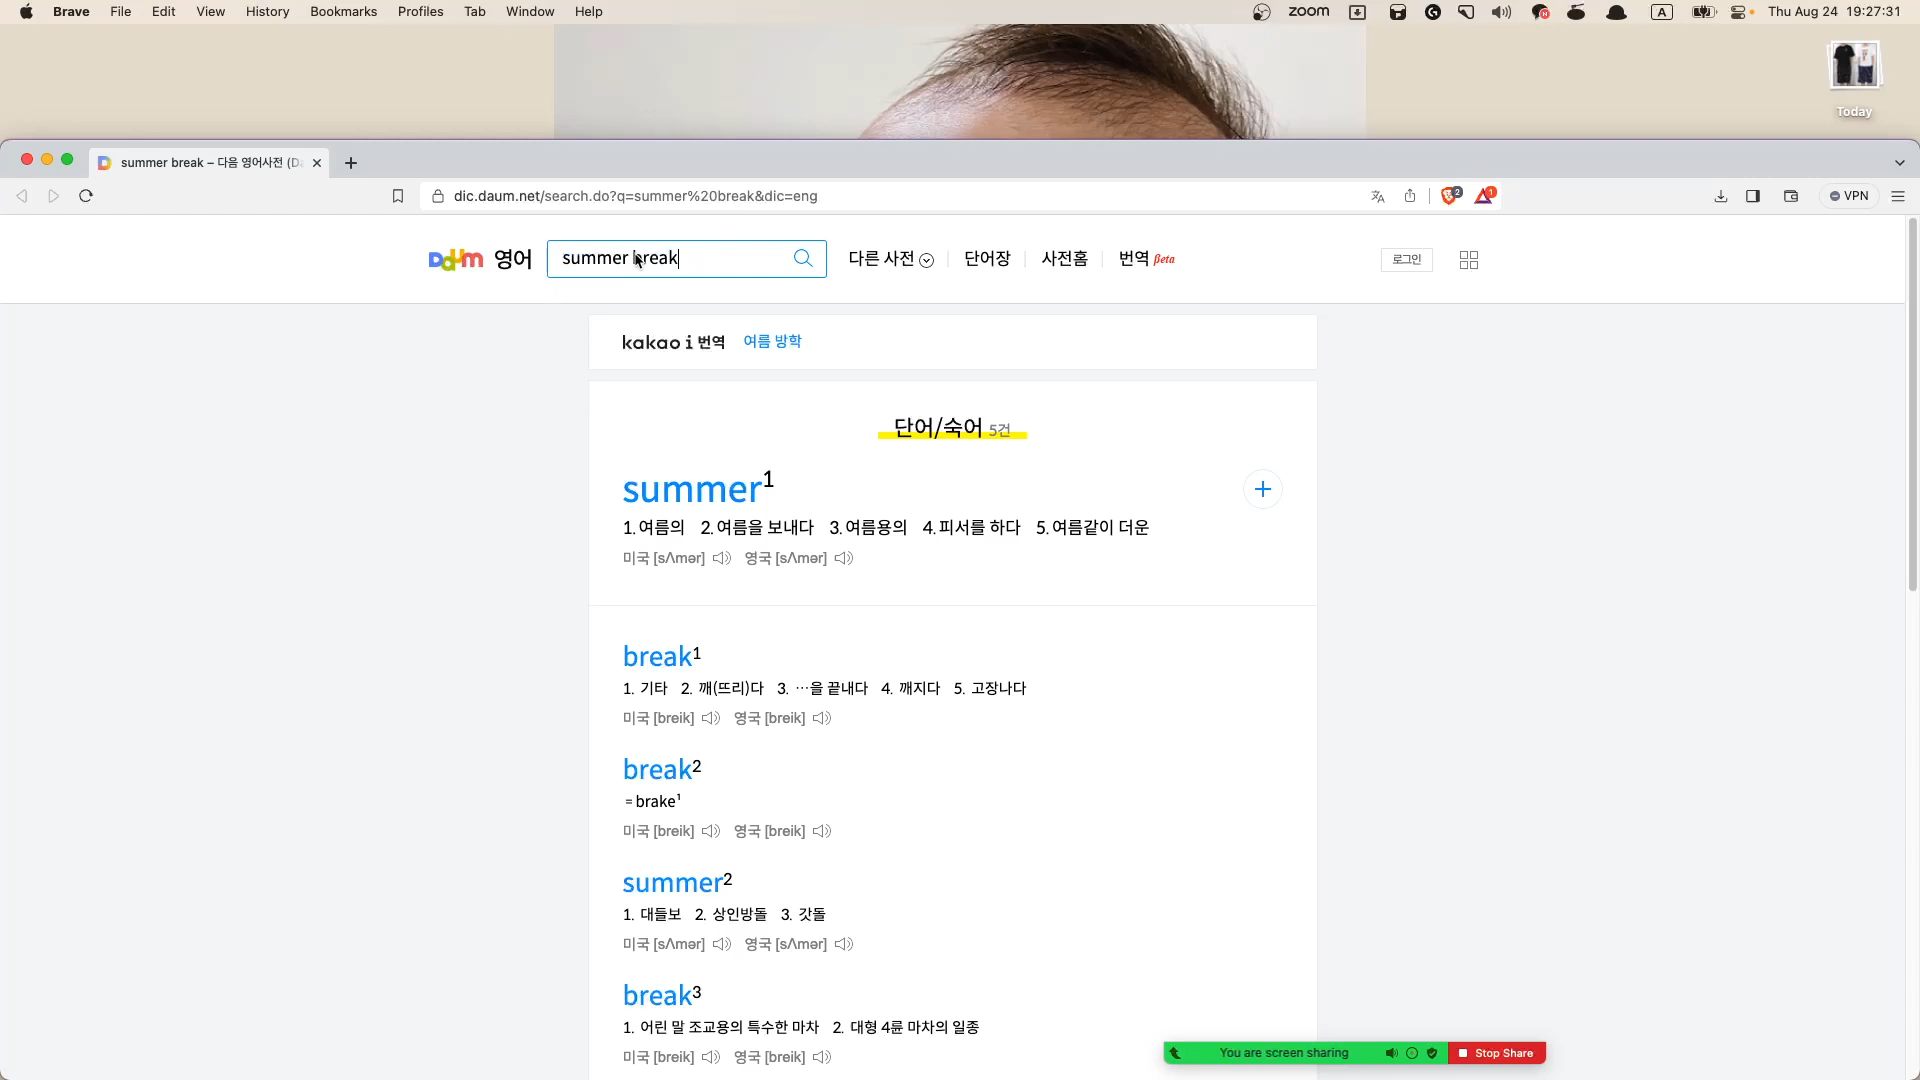 Brave File Edit View History Bookmarks Profiles Tab Window Help zoom A Thu Aug 24 19:27:31
Today
summer break – 다음 영어사전 (Da
dic.daum.net/search.do?q=summer%20break&dic=eng 2 1 VPN
Daum 영어 summer break 다른 사전 단어장 사전홈 번역 Beta 로그인
kakao i 번역 여름 방학
단어/숙어 5건
summer1
1.여름의 2.여름을 보내다 3.여름용의 4.피서를 하다 5.여름같이 더운
미국 [sΛmər] 영국 [sΛmər]
break1
1. 기타 2. 깨(뜨리)다 3. …을 끝내다 4. 깨지다 5. 고장나다
미국 [breik] 영국 [breik]
break2
=brake1
미국 [breik] 영국 [breik]
summer2
1. 대들보 2. 상인방돌 3. 갓돌
미국 [sΛmər] 영국 [sΛmər]
break3
1. 어린 말 조교용의 특수한 마차 2. 대형 4륜 마차의 일종
미국 [breik] 영국 [breik]
You are screen sharing Stop Share